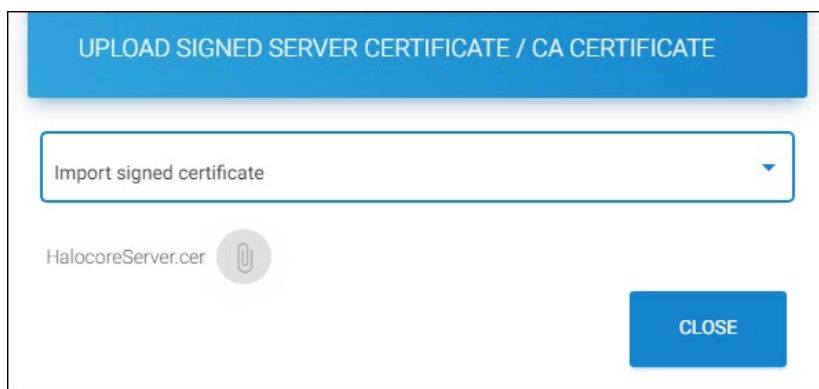 UPLOAD SIGNED SERVER CERTIFICATE / CA CERTIFICATE
Import signed certificate
HalocoreServer.cer
CLOSE